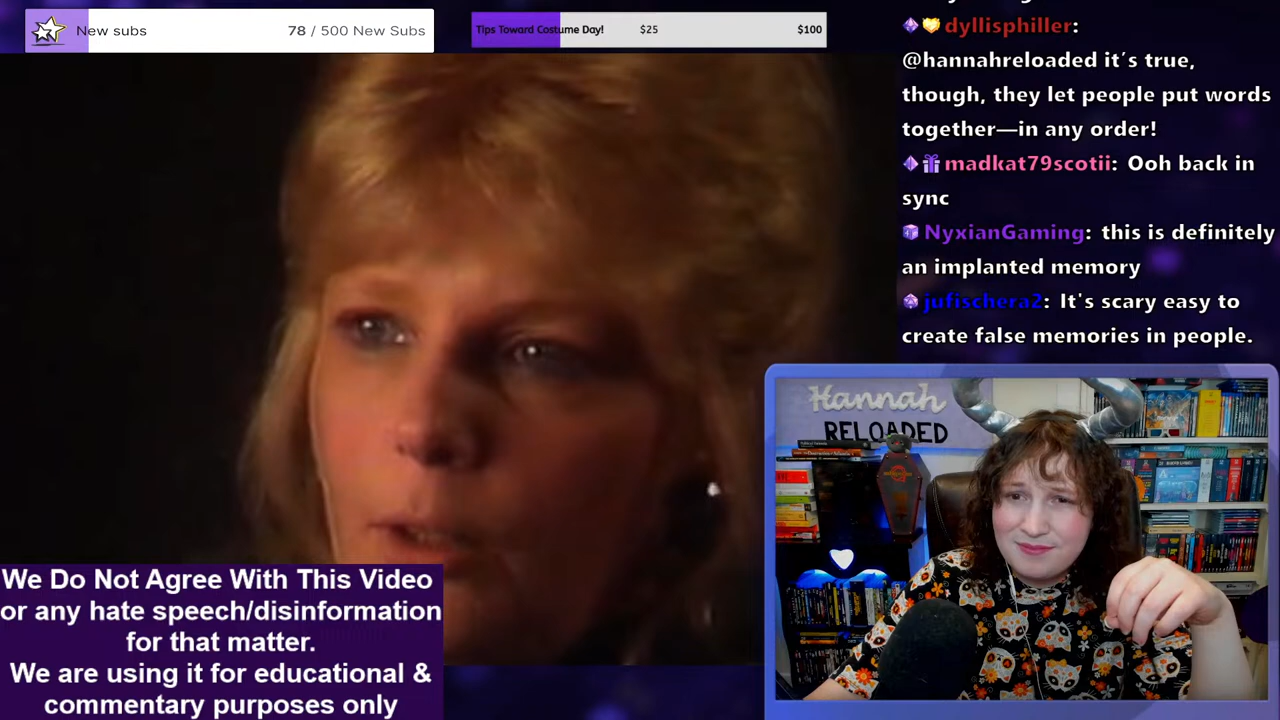 New subs
78 / 500 New Subs
Tips Toward Costume Day!
$25
$100
dyllisphiller:
@hannahreloaded it´s true,
though, they let people put words
together—in any order!
madkat79scotii: Ooh back in
sync
NyxianGaming: this is definitely
an implanted memory
jufischera2: It's scary easy to
create false memories in people.
Hannah
RELOADED
We Do Not Agree With This Video
or any hate speech/disinformation
for that matter.
We are using it for educational &
commentary purposes only